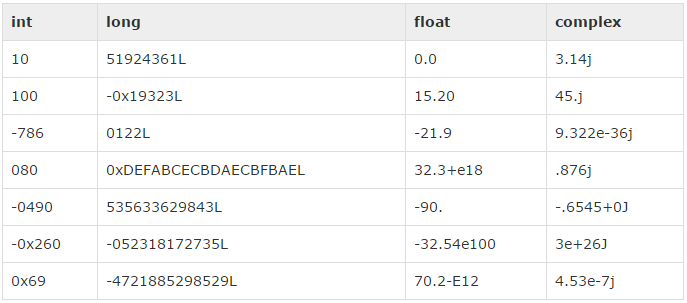 int long float complex
10 51924361L 0.0 3.14j
100 -0x19323L 15.20 45.j
-786 0122L -21.9 9.322e-36j
080 0xDEFABCECBDAECBFBAEL 32.3+e18 .876j
-0490 535633629843L -90. -.6545+0J
-0x260 -052318172735L -32.54e100 3e+26J
0x69 -4721885298529L 70.2-E12 4.53e-7j